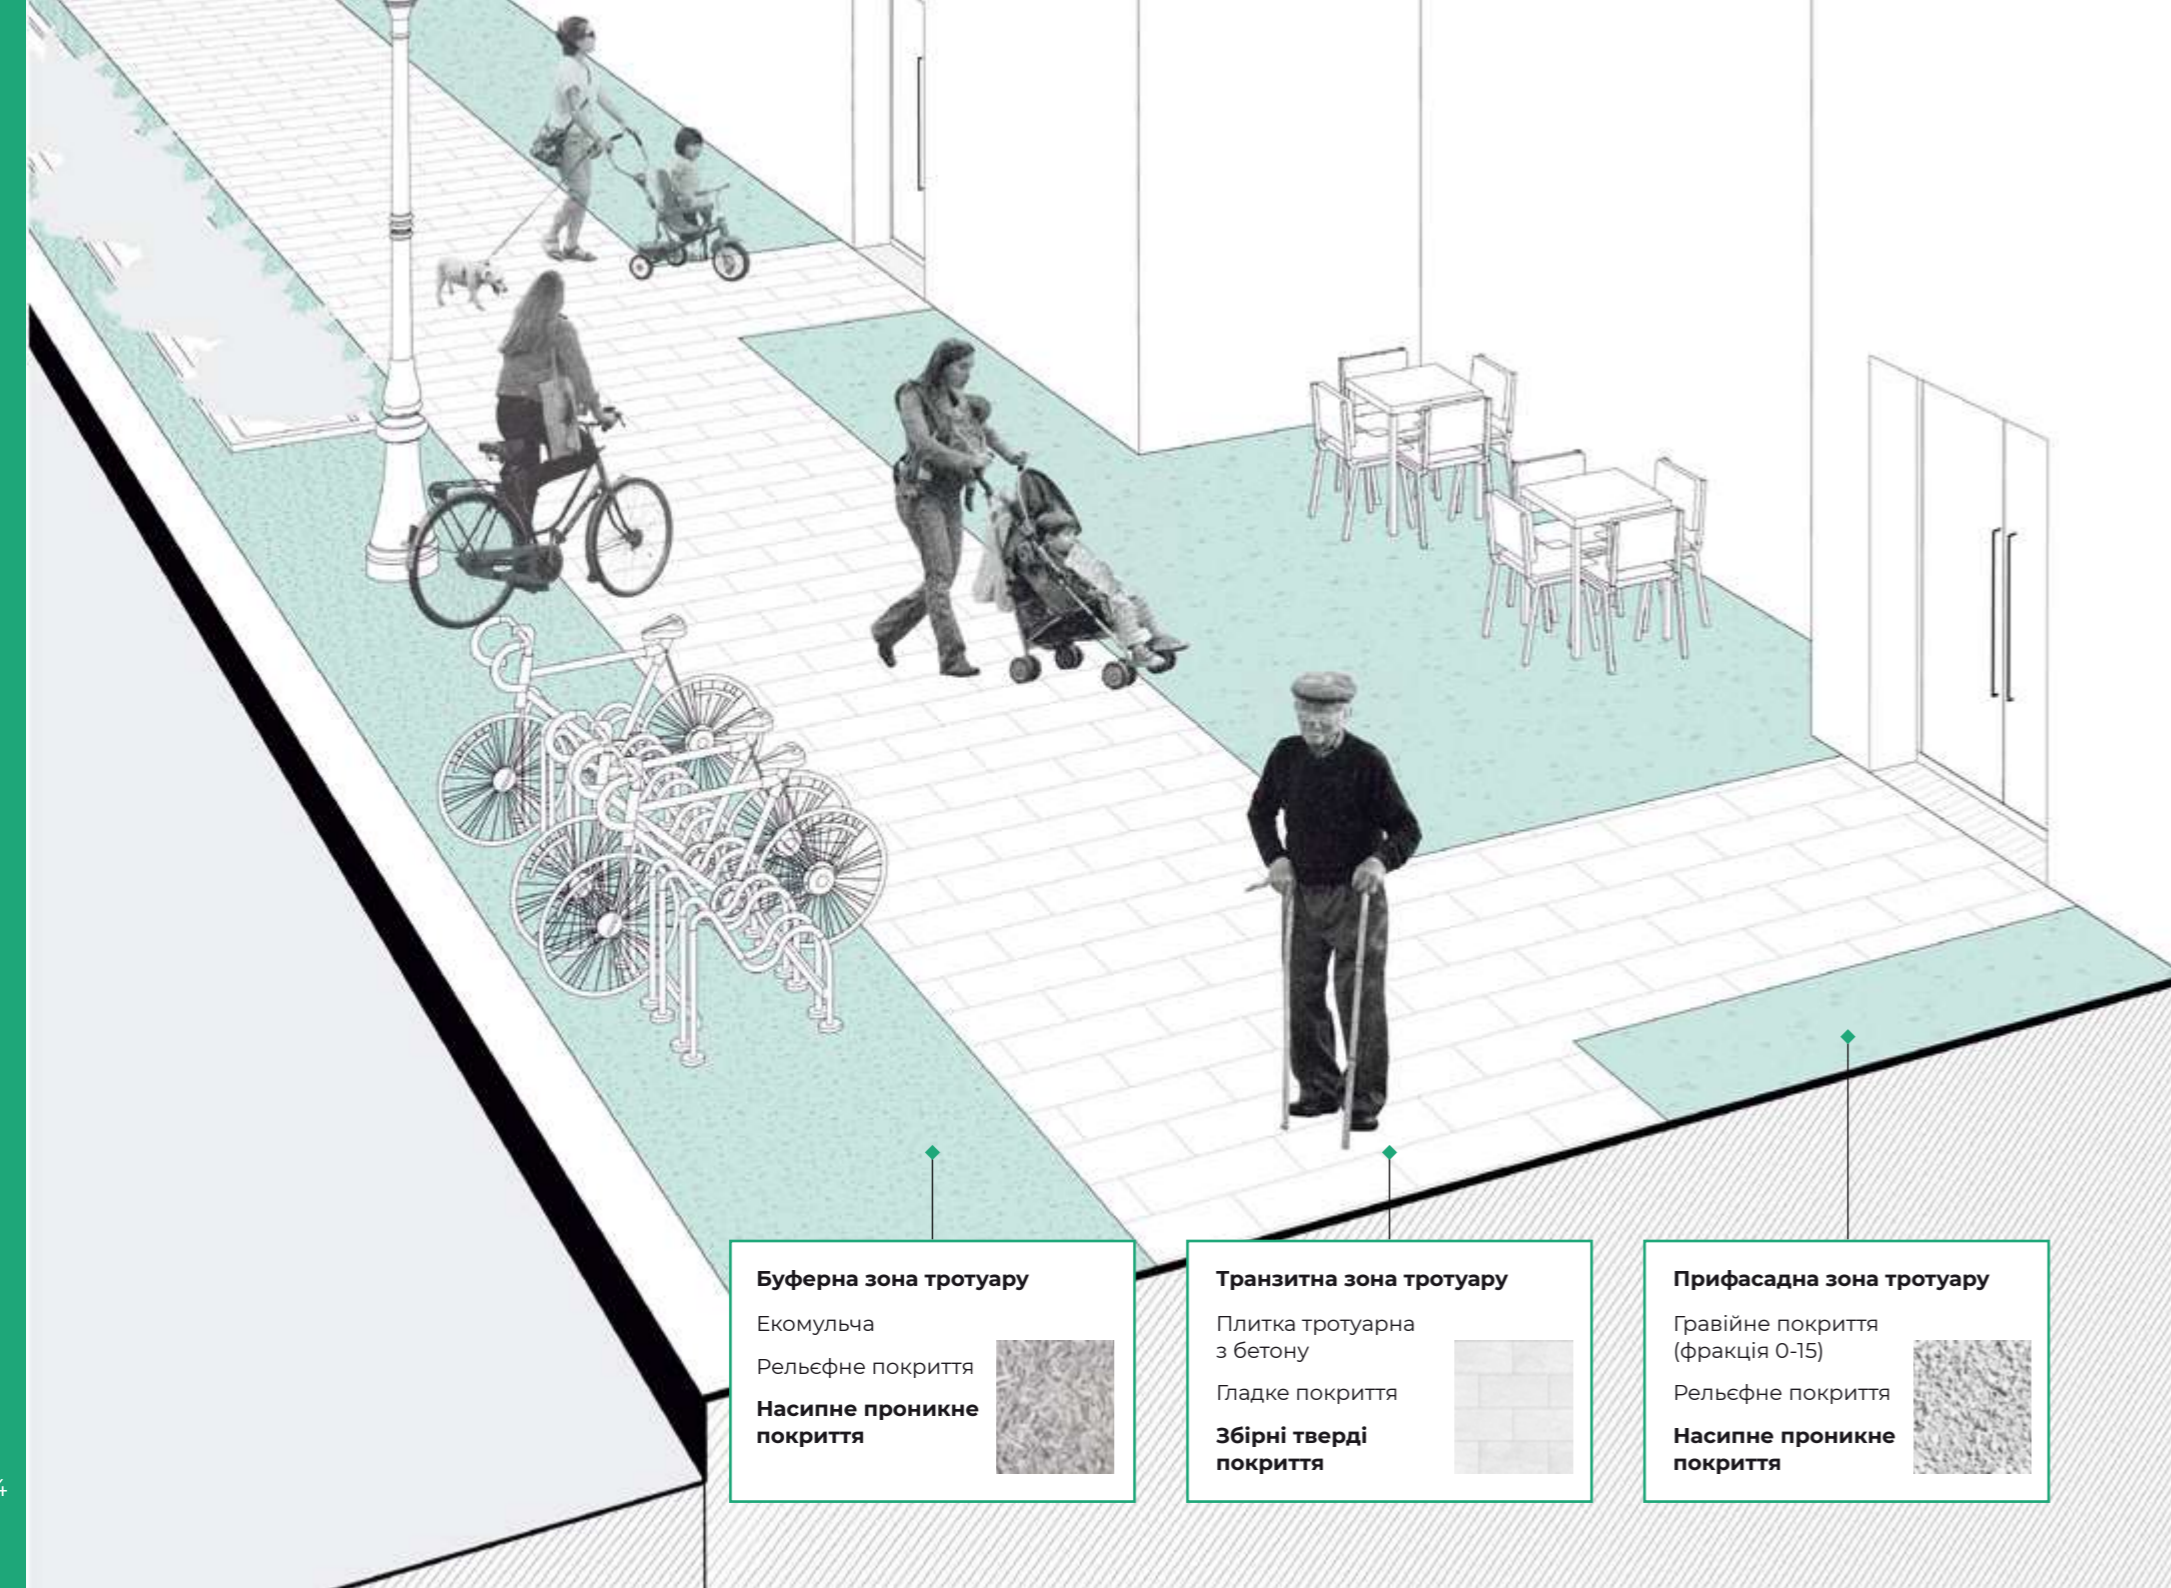 Буферна зона тротуару
Екомульча
Рельєфне покриття
Насипне проникне
покриття
Транзитна зона тротуару
Плитка тротуарна
з бетону
Гладке покриття
Збірні тверді
покриття
Прифасадна зона тротуару
Гравійне покриття
(фракція 0-15)
Рельєфне покриття
Насипне проникне
покриття